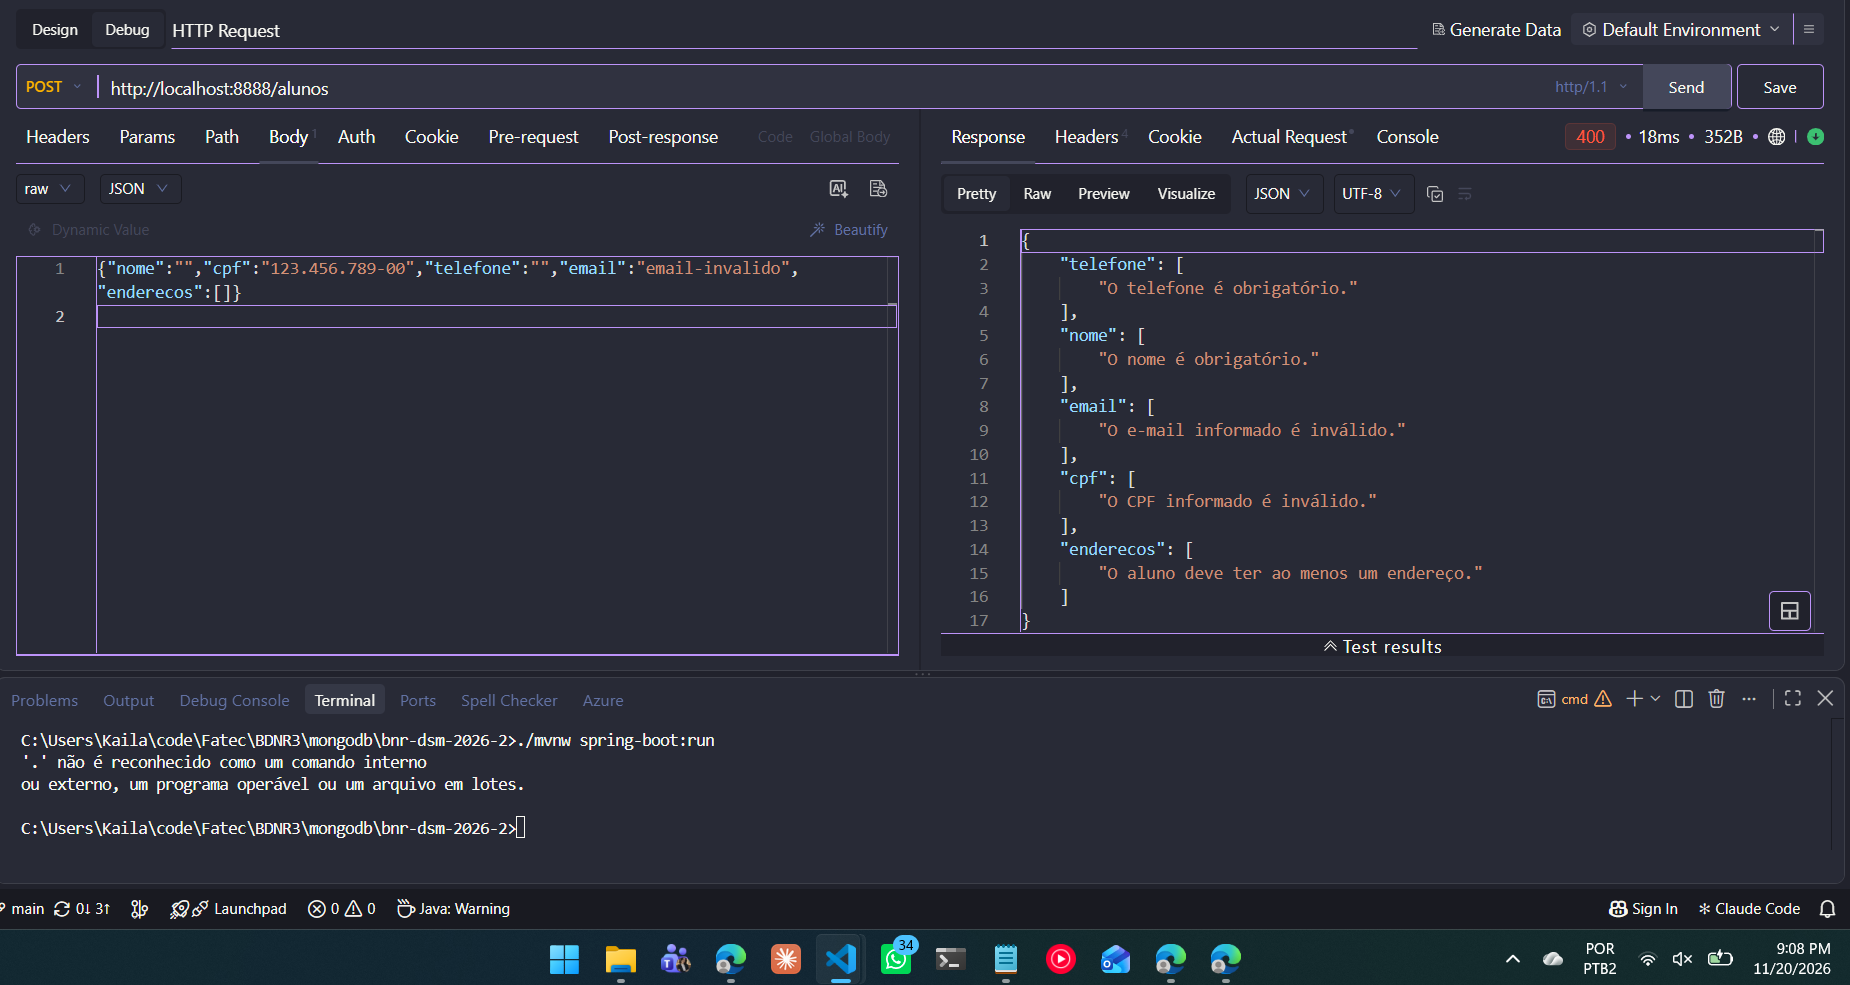 Design Debug HTTP Request Generate Data Default Environment
POST http://localhost:8888/alunos http/1.1 Send Save
Headers Params Path Body 1 Auth Cookie Pre-request Post-response Code Global Body
raw JSON
AI
Dynamic Value Beautify
1 {"nome":"","cpf":"123.456.789-00","telefone":"","email":"email-invalido",
"enderecos":[]}
2
Response Headers 4 Cookie Actual Request Console 400 • 18ms • 352B •
Pretty Raw Preview Visualize JSON UTF-8
1 {
2 "telefone": [
3 "O telefone é obrigatório."
4 ],
5 "nome": [
6 "O nome é obrigatório."
7 ],
8 "email": [
9 "O e-mail informado é inválido."
10 ],
11 "cpf": [
12 "O CPF informado é inválido."
13 ],
14 "enderecos": [
15 "O aluno deve ter ao menos um endereço."
16 ]
17 }
Test results
Problems Output Debug Console Terminal Ports Spell Checker Azure cmd
C:\Users\Kaila\code\Fatec\BDNR3\mongodb\bnr-dsm-2026-2>./mvnw spring-boot:run
'.' não é reconhecido como um comando interno
ou externo, um programa operável ou um arquivo em lotes.
C:\Users\Kaila\code\Fatec\BDNR3\mongodb\bnr-dsm-2026-2>
main 0↓ 3↑ Launchpad 0 0 Java: Warning Sign In Claude Code
34
POR
PTB2
9:08 PM
11/20/2026